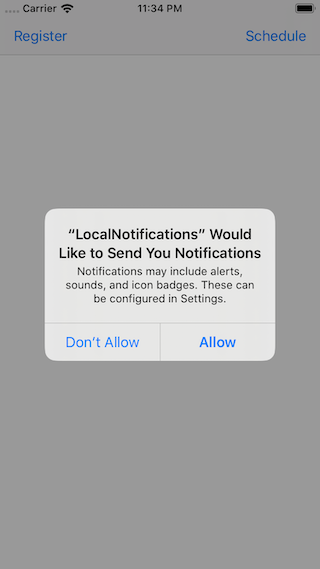 Carrier 11:34 PM
Register Schedule
“LocalNotifications” Would
Like to Send You Notifications
Notifications may include alerts,
sounds, and icon badges. These can
be configured in Settings.
Don’t Allow Allow